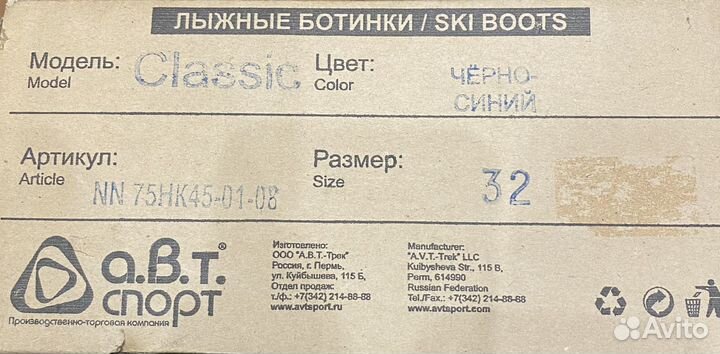 ЛЫЖНЫЕ БОТИНКИ / SKI BOOTS
Модель: Classic
Model
Цвет: ЧЁРНО-
Color СИНИЙ
Артикул:
Article NN 75НК45-01-08
Размер:
Size 32
а.в.т.®
спорт
Производственно-торговая компания
Изготовлено:
ООО "А.В.Т.-Трек"
Россия, г. Пермь,
ул. Куйбышева, 115 Б,
Отдел продаж:
т./ф.: +7(342) 214-88-88
www.avtsport.ru
Manufacturer:
"A.V.T.-Trek" LLC
Kuibysheva Str., 115 B,
Perm, 614990
Russian Federation
Tel./Fax.: +7(342) 214-88-88
www.avtsport.com
Avito